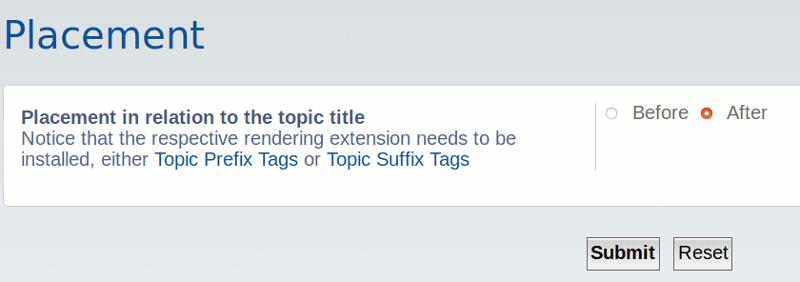 Placement
Placement in relation to the topic title
Before After
Notice that the respective rendering extension needs to be
installed, either Topic Prefix Tags or Topic Suffix Tags
Submit Reset